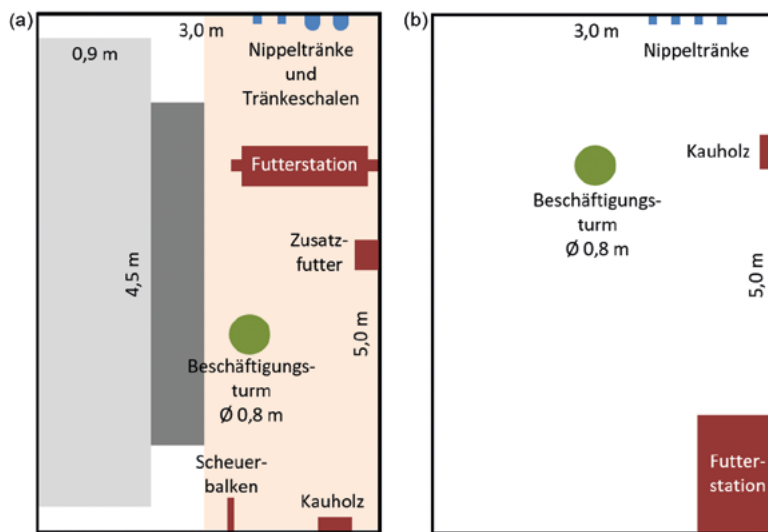 (a)
3,0 m
0,9 m
Nippeltränke
und
Tränkeschalen
Futterstation
Zusatz-
futter
4,5 m
5,0 m
Beschäftigungs-
turm
Ø 0,8 m
Scheuer-
balken
Kauholz
(b)
3,0 m
Nippeltränke
Kauholz
Beschäftigungs-
turm
Ø 0,8 m
5,0 m
Futter-
station